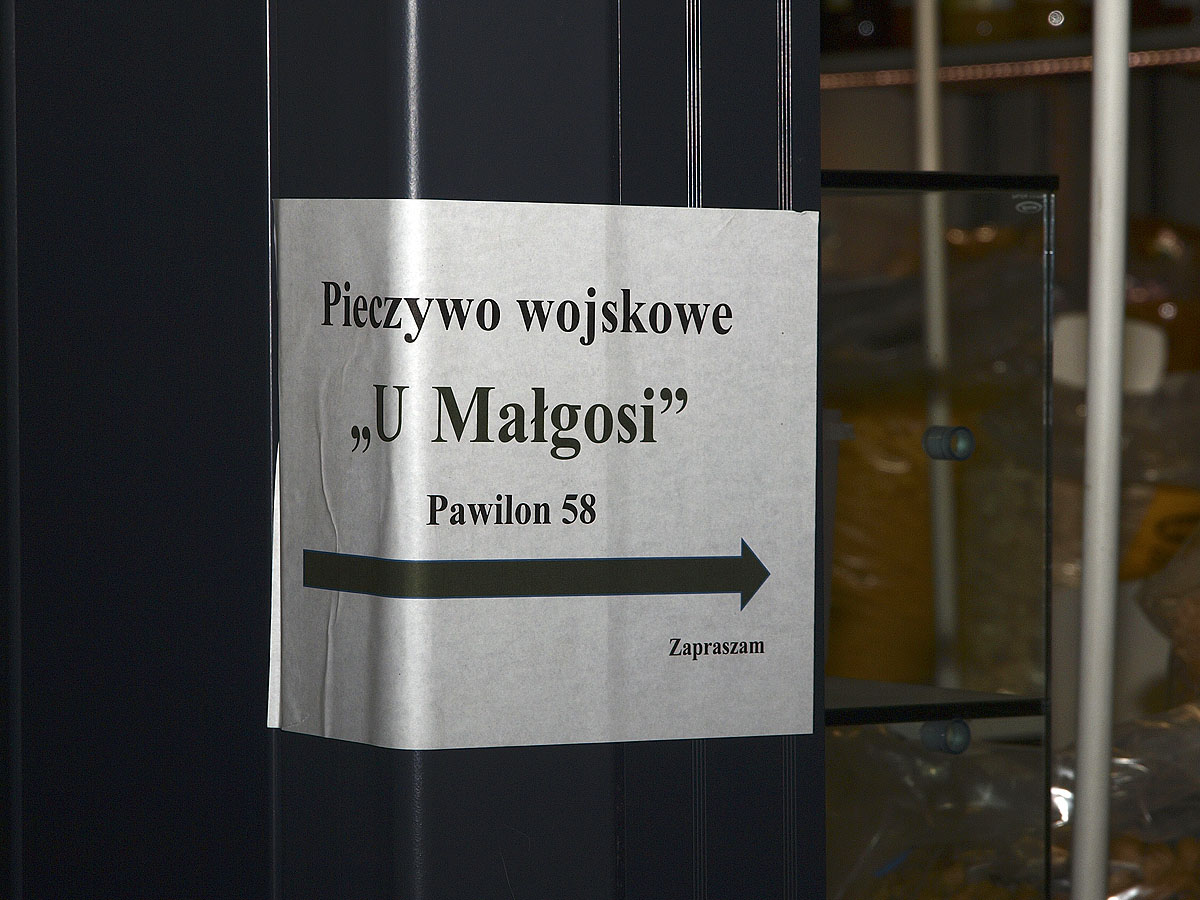 Pieczywo wojskowe
„U Małgosi”
Pawilon 58
Zapraszam